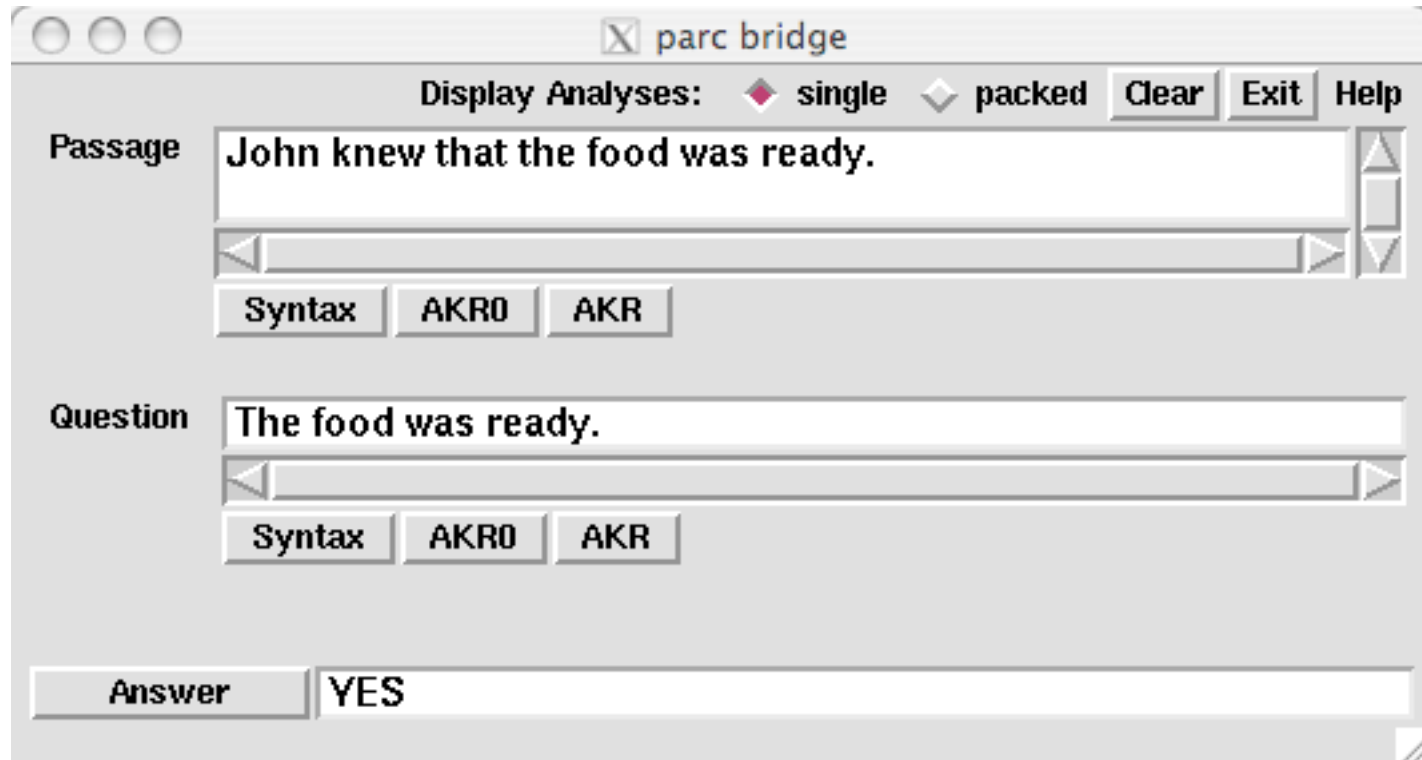 X parc bridge
Display Analyses: single packed Clear Exit Help
Passage John knew that the food was ready.
Syntax AKR0 AKR
Question The food was ready.
Syntax AKR0 AKR
Answer YES